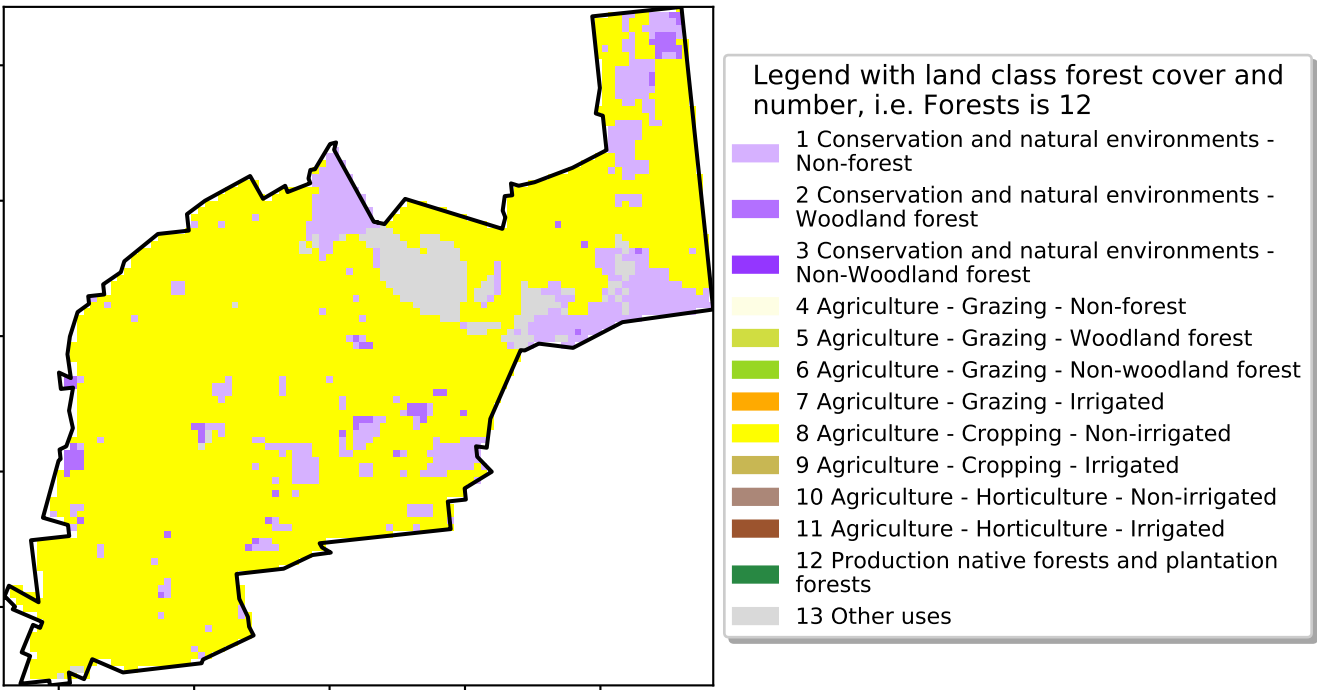 Legend with land class forest cover and
number, i.e. Forests is 12
1 Conservation and natural environments -
Non-forest
2 Conservation and natural environments -
Woodland forest
3 Conservation and natural environments -
Non-Woodland forest
4 Agriculture - Grazing - Non-forest
5 Agriculture - Grazing - Woodland forest
6 Agriculture - Grazing - Non-woodland forest
7 Agriculture - Grazing - Irrigated
8 Agriculture - Cropping - Non-irrigated
9 Agriculture - Cropping - Irrigated
10 Agriculture - Horticulture - Non-irrigated
11 Agriculture - Horticulture - Irrigated
12 Production native forests and plantation
forests
13 Other uses